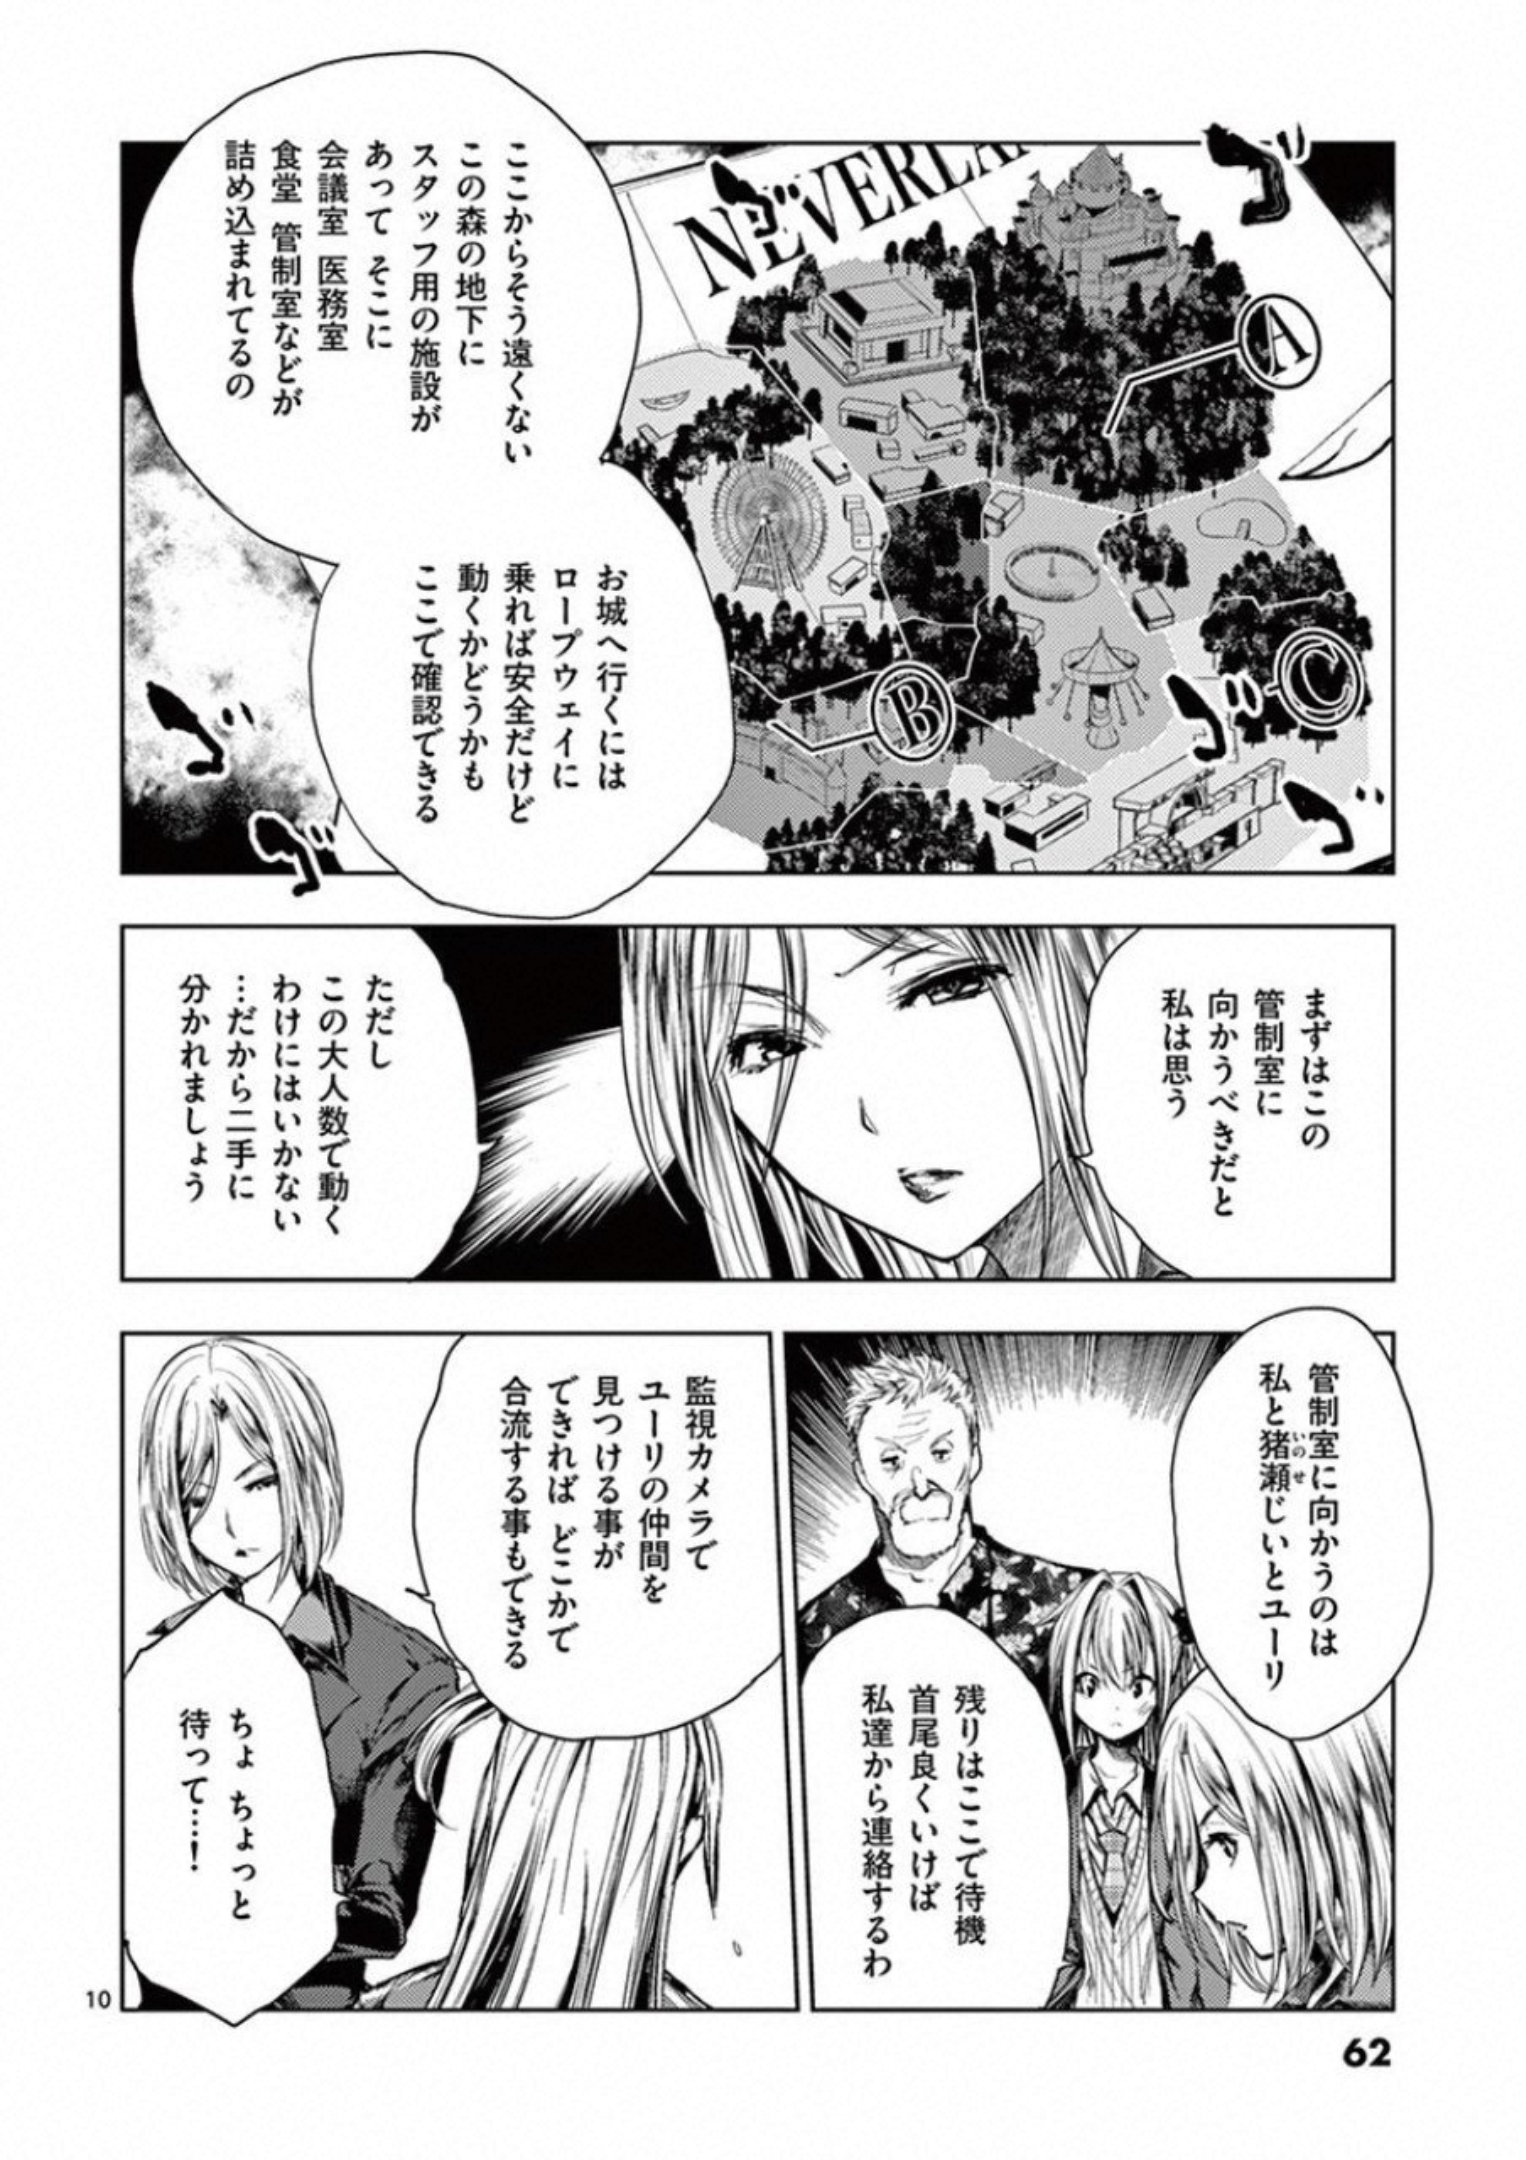 NEVERLA
A
B
C
ここからそう遠くない
この森の地下に
スタッフ用の施設が
あって そこに
会議室 医務室
食堂 管制室などが
詰め込まれてるの
お城へ行くには
ロープウェイに
乗れば安全だけど
動くかどうかも
ここで確認できる
まずはこの
管制室に
向かうべきだと
私は思う
ただし
この大人数で動く
わけにはいかない
…だから二手に
分かれましょう
管制室に向かうのは
私と猪瀬じいとユーリ
いのせ
残りはここで待機
首尾良くいけば
私達から連絡するわ
監視カメラで
ユーリの仲間を
見つける事が
できれば どこかで
合流する事もできる
ちょ ちょっと
待って……!
10
62